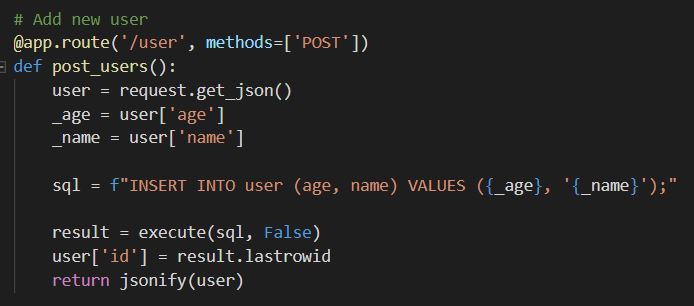 # Add new user
@app.route('/user', methods=['POST'])
def post_users():
    user = request.get_json()
    _age = user['age']
    _name = user['name']

    sql = f"INSERT INTO user (age, name) VALUES ({_age}, '{_name}');"

    result = execute(sql, False)
    user['id'] = result.lastrowid
    return jsonify(user)